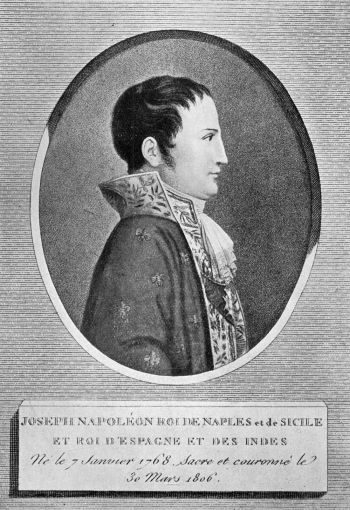 JOSEPH NAPOLÉON ROI DE NAPLES et de SICILE
ET ROI D'ESPAGNE ET DES INDES
Né le 7 Janvier 1768. Sacre et couronné le
30 Mars 1806.